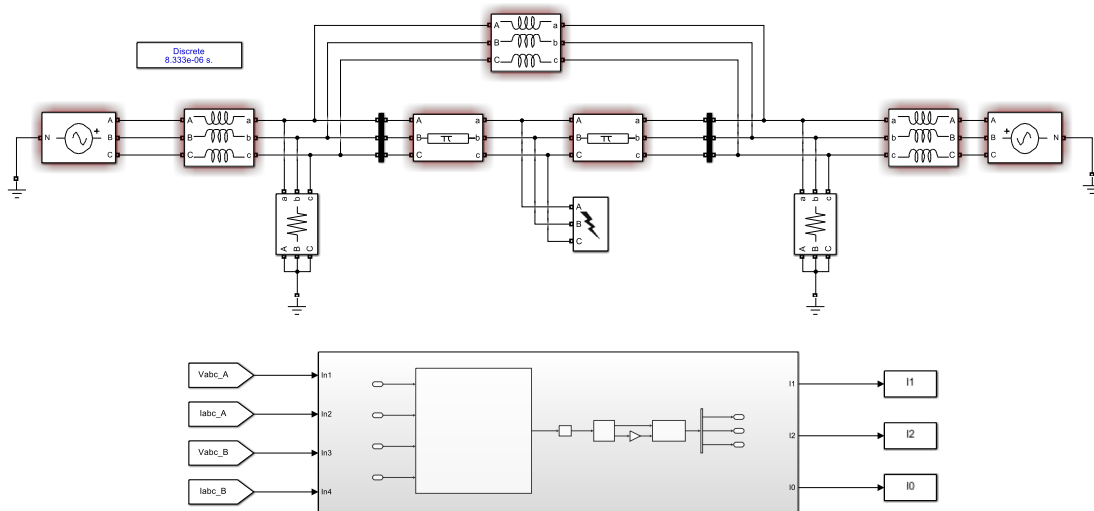 Discrete
8.333e-06 s.
A a
B b
C c
N A
B
C
A a
B b
C c
A a
B π b
C c
A a
B π b
C c
a A
b B
c C
A N
B
C
a b c
A B C
A
B
C
a b c
A B C
Vabc_A
In1
I1
I1
Iabc_A
In2
I2
I2
Vabc_B
In3
Iabc_B
In4
I0
I0